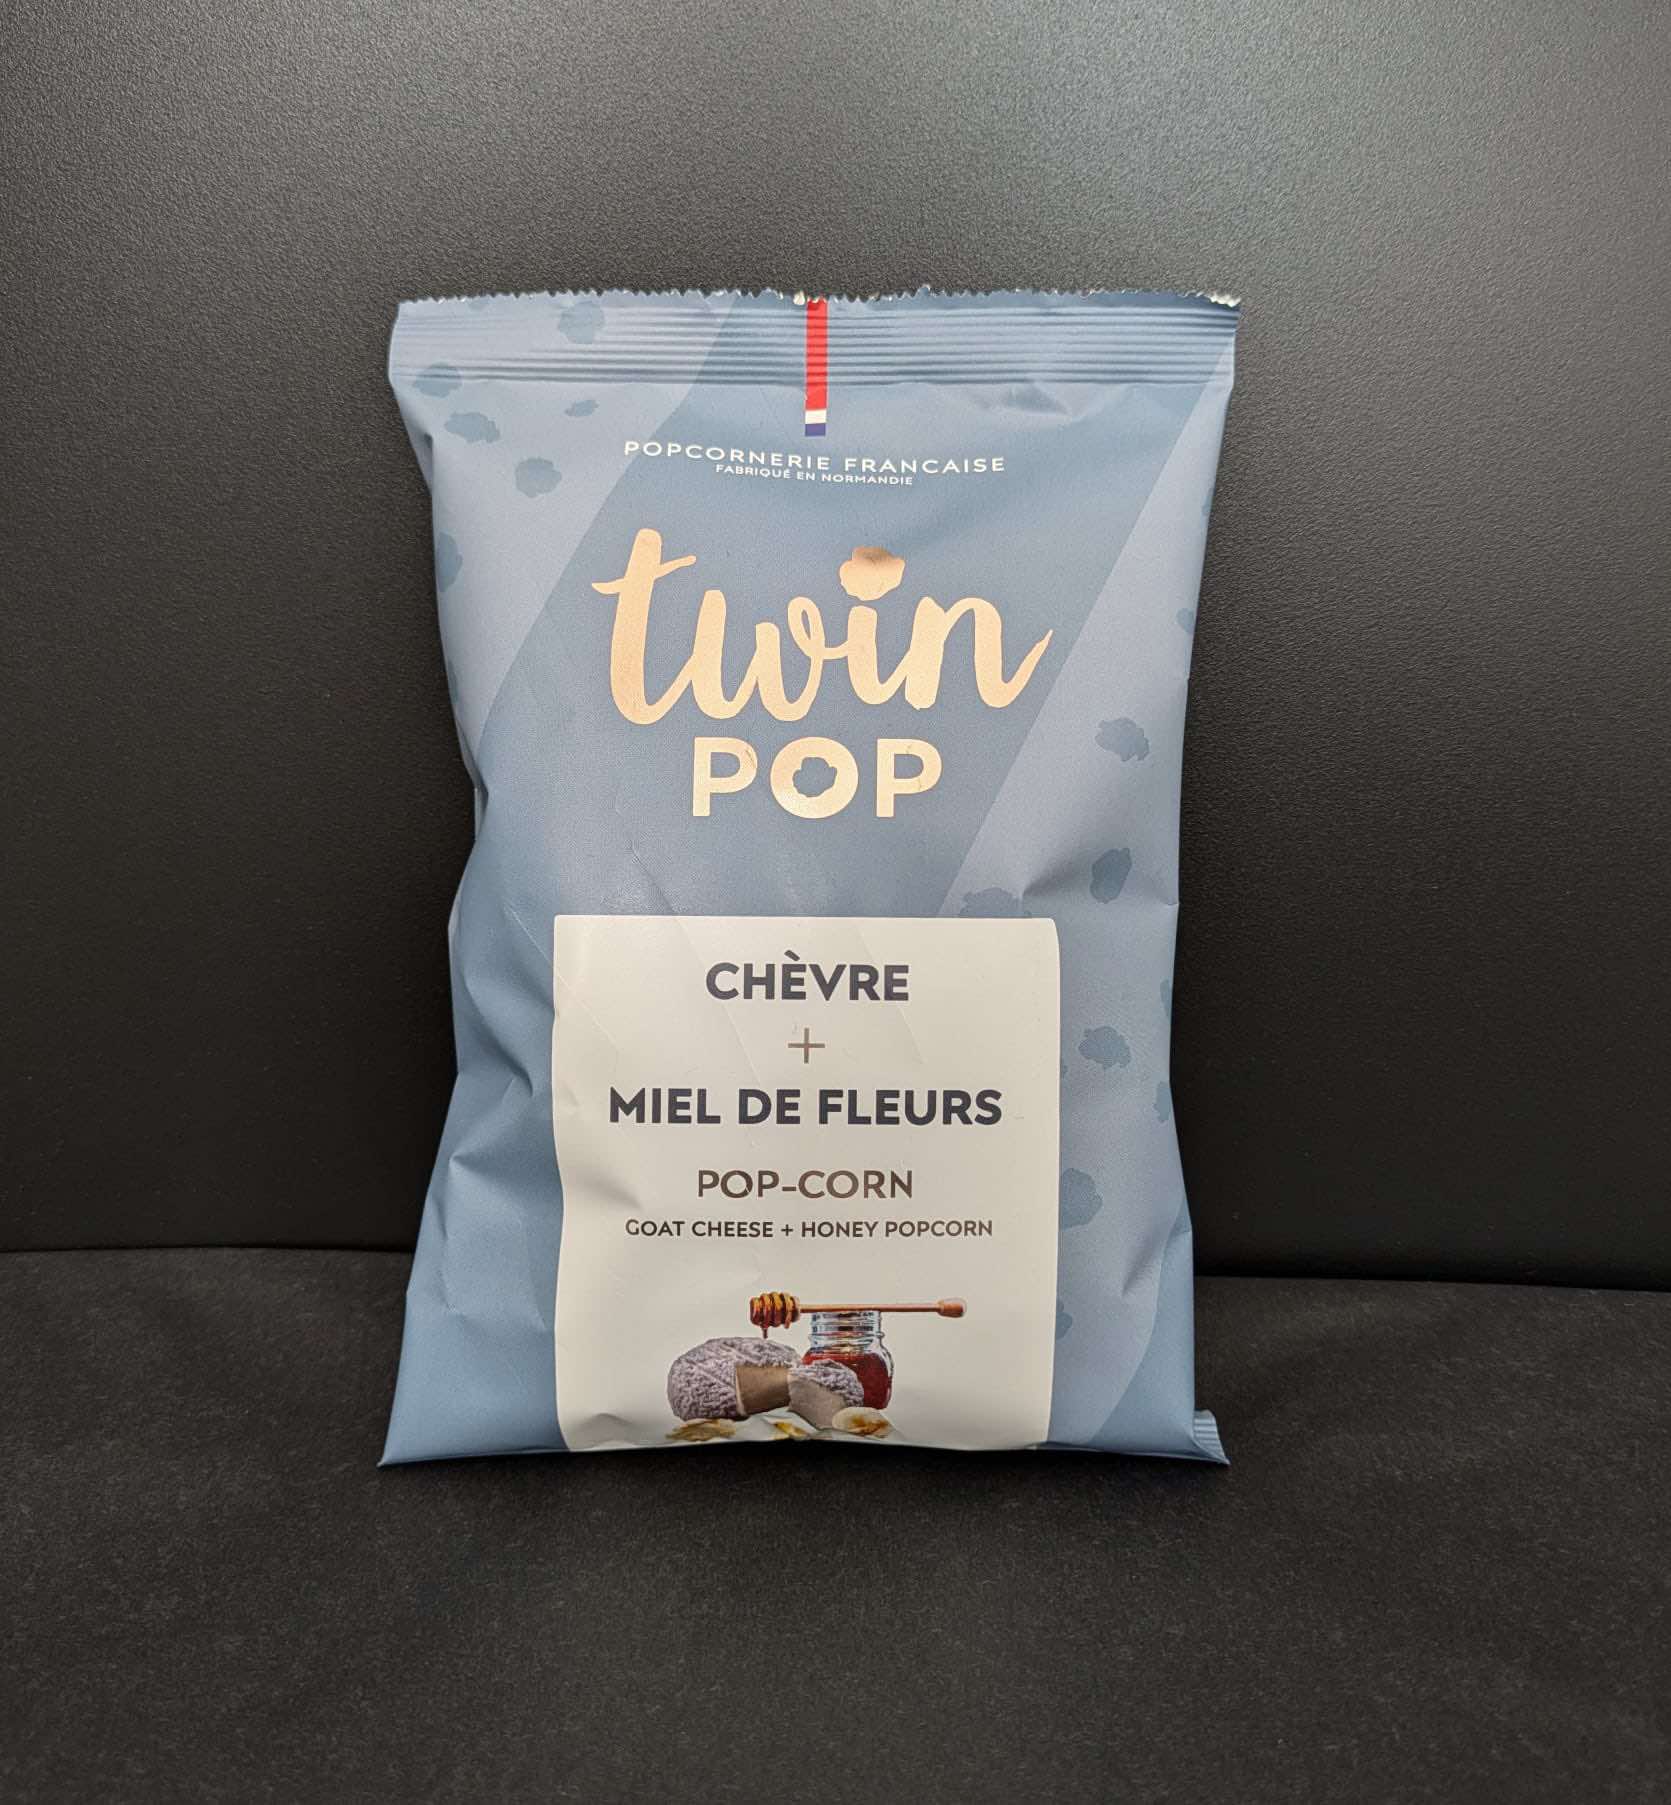 POPCORNERIE FRANCAISE
FABRIQUÉ EN NORMANDIE
twin
POP
CHÈVRE
+
MIEL DE FLEURS
POP-CORN
GOAT CHEESE + HONEY POPCORN